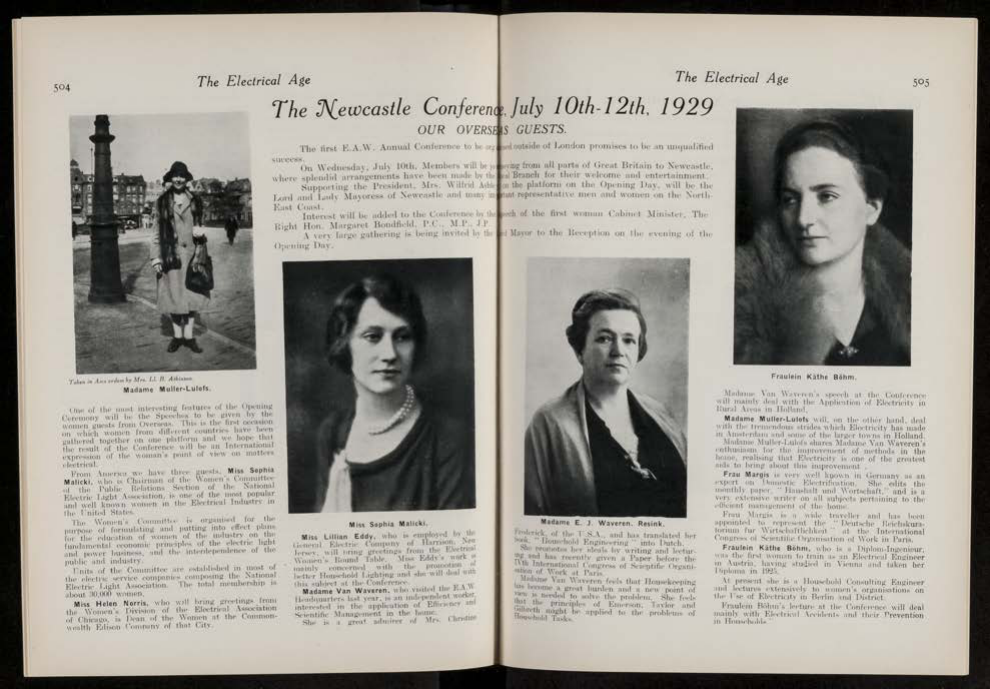 504
The Electrical Age
The Electrical Age
505
The Newcastle Conference, July 10th-12th, 1929
OUR OVERSEAS GUESTS.
The first E.A.W. Annual Conference to be organised outside of London promises to be an unqualified
success.
On Wednesday, July 10th, Members will be journeying from all parts of Great Britain to Newcastle,
where splendid arrangements have been made by the local Branch for their welcome and entertainment.
Supporting the President, Mrs. Wilfrid Ashley on the platform on the Opening Day, will be the
Lord and Lady Mayoress of Newcastle and many important representative men and women on the North-
East Coast.
Interest will be added to the Conference by the speech of the first woman Cabinet Minister, The
Right Hon. Margaret Bondfield, P.C., M.P., J.P.
A very large gathering is being invited by the Mayor to the Reception on the evening of the
Opening Day.
Taken in Amsterdam by Mrs. Ll. B. Atkinson.
Madame Muller-Lulofs.
One of the most interesting features of the Opening
Ceremony will be the Speeches to be given by the
women guests from Overseas. This is the first occasion
on which women from different countries have been
gathered together on one platform and we hope that
the result of the Conference will be an International
expression of the woman's point of view on matters
electrical.
From America we have three guests, Miss Sophia
Malicki, who is Chairman of the Women's Committee
of the Public Relations Section of the National
Electric Light Association, is one of the most popular
and well known women in the Electrical Industry in
the United States.
The Women's Committee is organised for the
purpose of formulating and putting into effect plans
for the education of women of the industry on the
fundamental economic principles of the electric light
and power business, and the interdependence of the
public and industry.
Units of the Committee are established in most of
the electric service companies composing the National
Electric Light Association. The total membership is
about 30,000 women.
Miss Helen Norris, who will bring greetings from
the Women's Division of the Electrical Association
of Chicago, is Dean of the Women at the Common-
wealth Edison Company of that City.
Miss Sophia Malicki.
Miss Lillian Eddy, who is employed by the
General Electric Company of Harrison, New
Jersey, will bring greetings from the Electrical
Women's Round Table. Miss Eddy's work is
mainly concerned with the promotion of
better Household Lighting and she will deal with
this subject at the Conference.
Madame Van Waveren, who visited the E.A.W.
Headquarters last year, is an independent worker,
interested in the application of Efficiency and
Scientific Management in the home.
She is a great admirer of Mrs. Christine
Madame E. J. Waveren. Resink.
Frederick, of the U.S.A., and has translated her
book "Household Engineering" into Dutch.
She promotes her ideals by writing and lectur-
ing and has recently given a Paper before the
IVth International Congress of Scientific Organi-
sation of Work at Paris.
Madame Van Waveren feels that Housekeeping
has become a great burden and a new point of
view is needed to solve the problem. She feels
that the principles of Emerson, Taylor and
Gilbreth might be applied to the problems of
Household Tasks.
Fraulein Käthe Böhm.
Madame Van Waveren's speech at the Conference
will mainly deal with the Application of Electricity in
Rural Areas in Holland.
Madame Muller-Lulofs will, on the other hand, deal
with the tremendous strides which Electricity has made
in Amsterdam and some of the larger towns in Holland.
Madame Muller-Lulofs shares Madame Van Waveren's
enthusiasm for the improvement of methods in the
home, realising that Electricity is one of the greatest
aids to bring about this improvement.
Frau Margis is very well known in Germany as an
expert on Domestic Electrification. She edits the
monthly paper, "Haushalt und Wortschaft," and is a
very extensive writer on all subjects pertaining to the
efficient management of the home.
Frau Margis is a wide traveller and has been
appointed to represent the "Deutsche Reichskura-
torium fur Wirtschaftlichkeit" at the International
Congress of Scientific Organisation of Work in Paris.
Fraulein Käthe Böhm, who is a Diplom-Ingenieur,
was the first woman to train as an Electrical Engineer
in Austria, having studied in Vienna and taken her
Diploma in 1925.
At present she is a Household Consulting Engineer
and lectures extensively to women's organisations on
the Use of Electricity in Berlin and District.
Fraulein Böhm's lecture at the Conference will deal
mainly with Electrical Accidents and their Prevention
in Households.